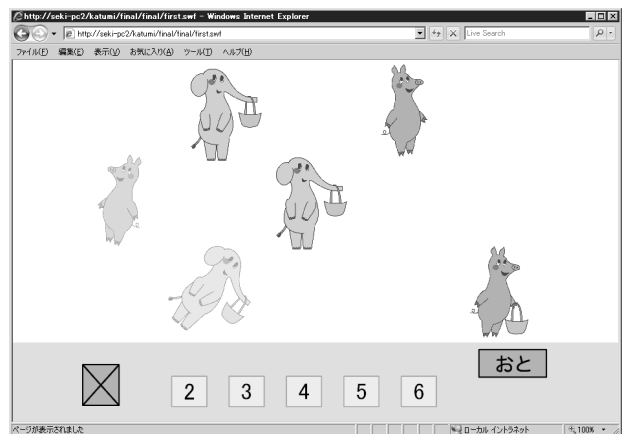 http://seki-pc2/katumi/final/final/first.swf - Windows Internet Explorer
http://seki-pc2/katumi/final/final/first.swf
Live Search
ファイル(F) 編集(E) 表示(V) お気に入り(A) ツール(T) ヘルプ(H)
おと
2 3 4 5 6
ページが表示されました
ローカル イントラネット
100%